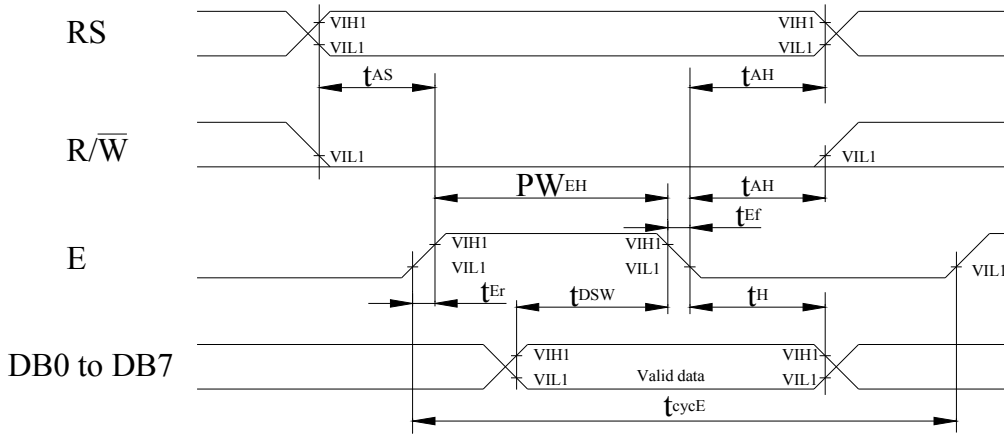 RS
VIH1 VIH1
VIL1 VIL1
tAS tAH
R/W̅
VIL1 VIL1
PWEH tAH
tEf
E
VIH1 VIH1
VIL1 VIL1 VIL1
tEr tDSW tH
DB0 to DB7
VIH1 VIH1
VIL1 Valid data VIL1
tcycE